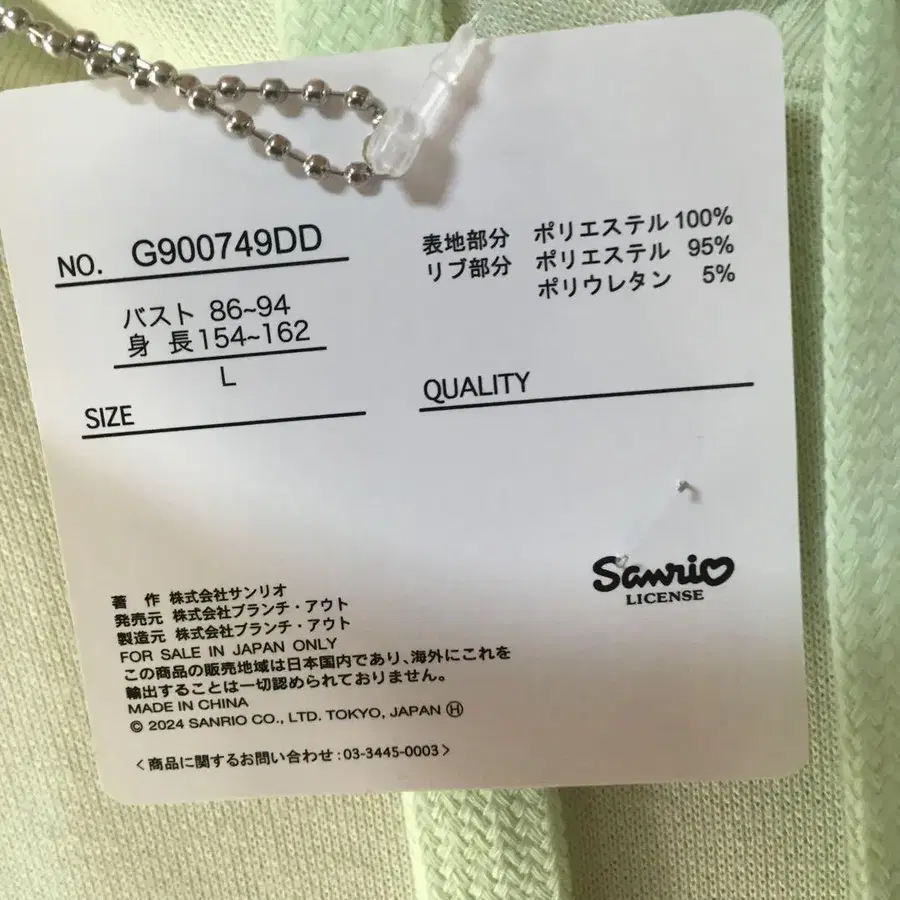 NO. G900749DD
バスト 86~94
身 長 154~162
L
SIZE
表地部分 ポリエステル 100%
リブ部分 ポリエステル 95%
ポリウレタン 5%
QUALITY
Sanrio
LICENSE
著 作 株式会社サンリオ
発売元 株式会社ブランチ・アウト
製造元 株式会社ブランチ・アウト
FOR SALE IN JAPAN ONLY
この商品の販売地域は日本国内であり、海外にこれを
輸出することは一切認められておりません。
MADE IN CHINA
© 2024 SANRIO CO., LTD. TOKYO, JAPAN Ⓗ
〈商品に関するお問い合わせ:03-3445-0003〉